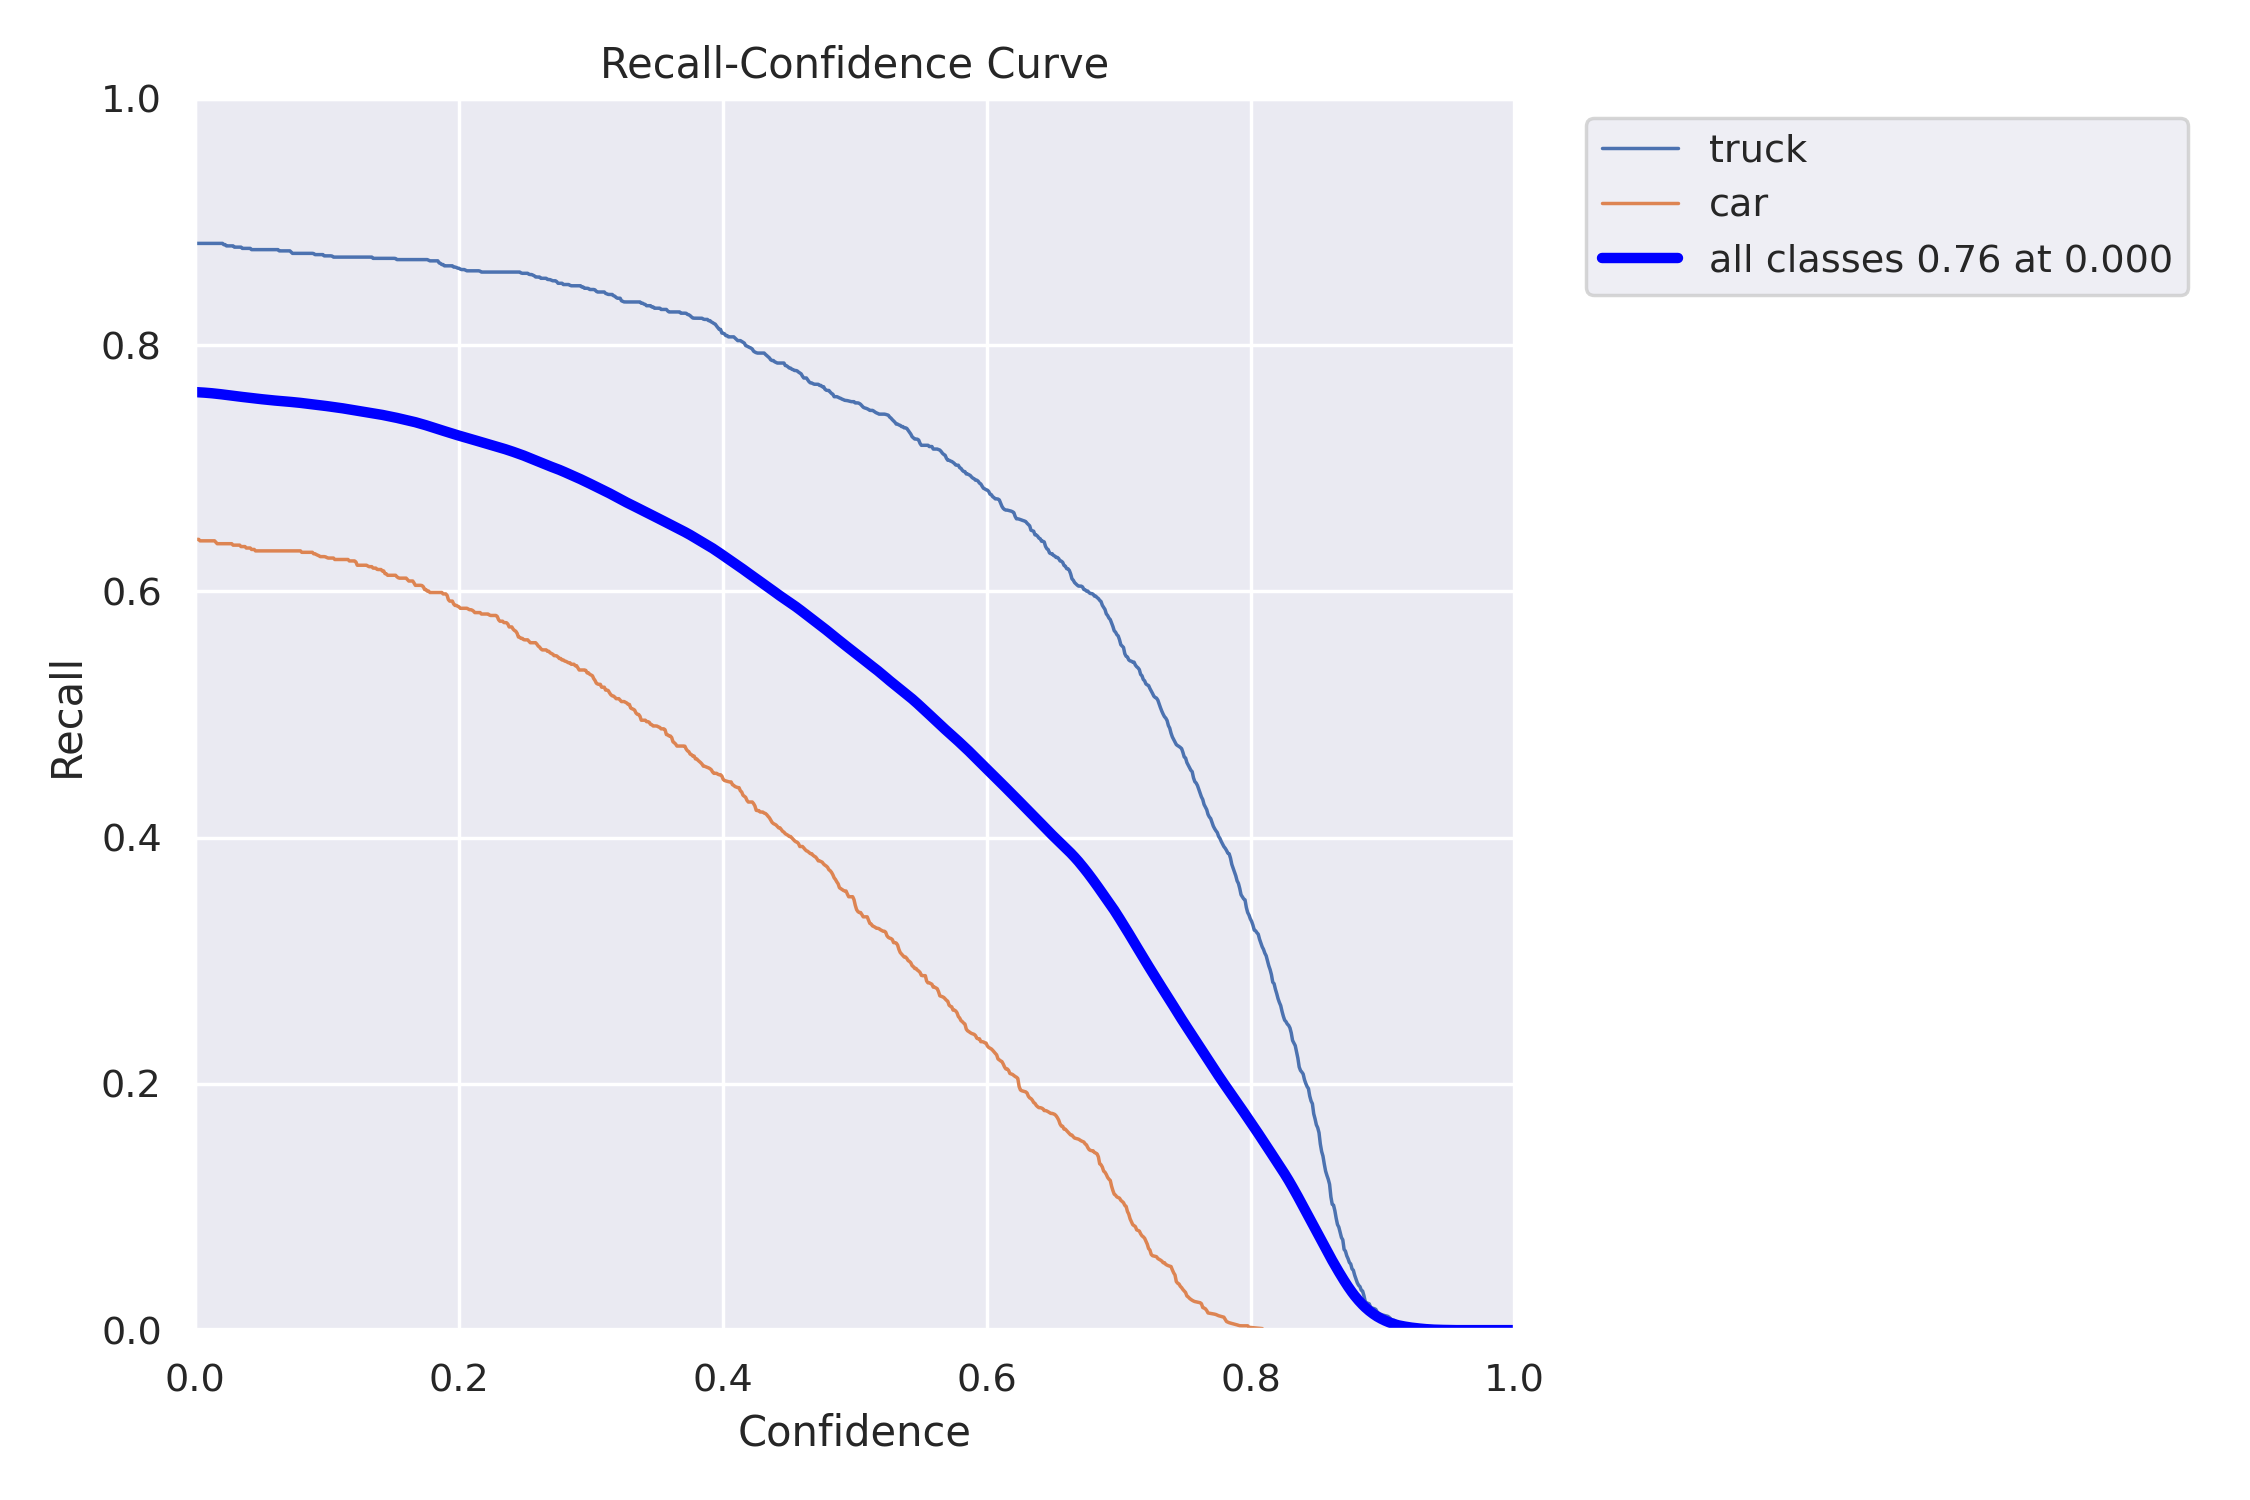 Recall-Confidence Curve
1.0
0.8
0.6
0.4
0.2
0.0
Recall
0.0 0.2 0.4 0.6 0.8 1.0
Confidence
truck
car
all classes 0.76 at 0.000